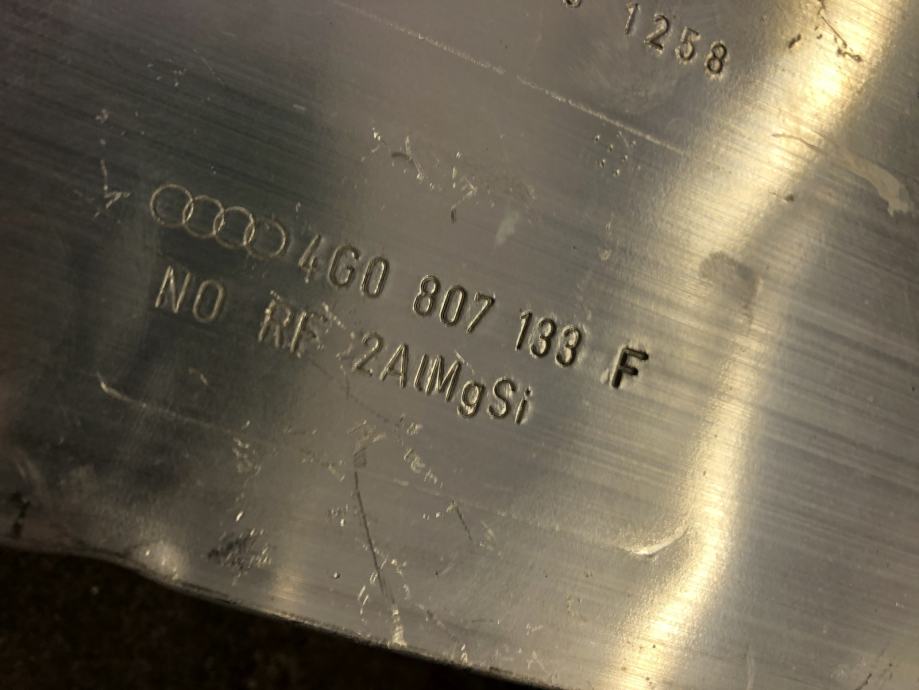 1258
4G0 807 133 F
NO RF 2AlMgSi